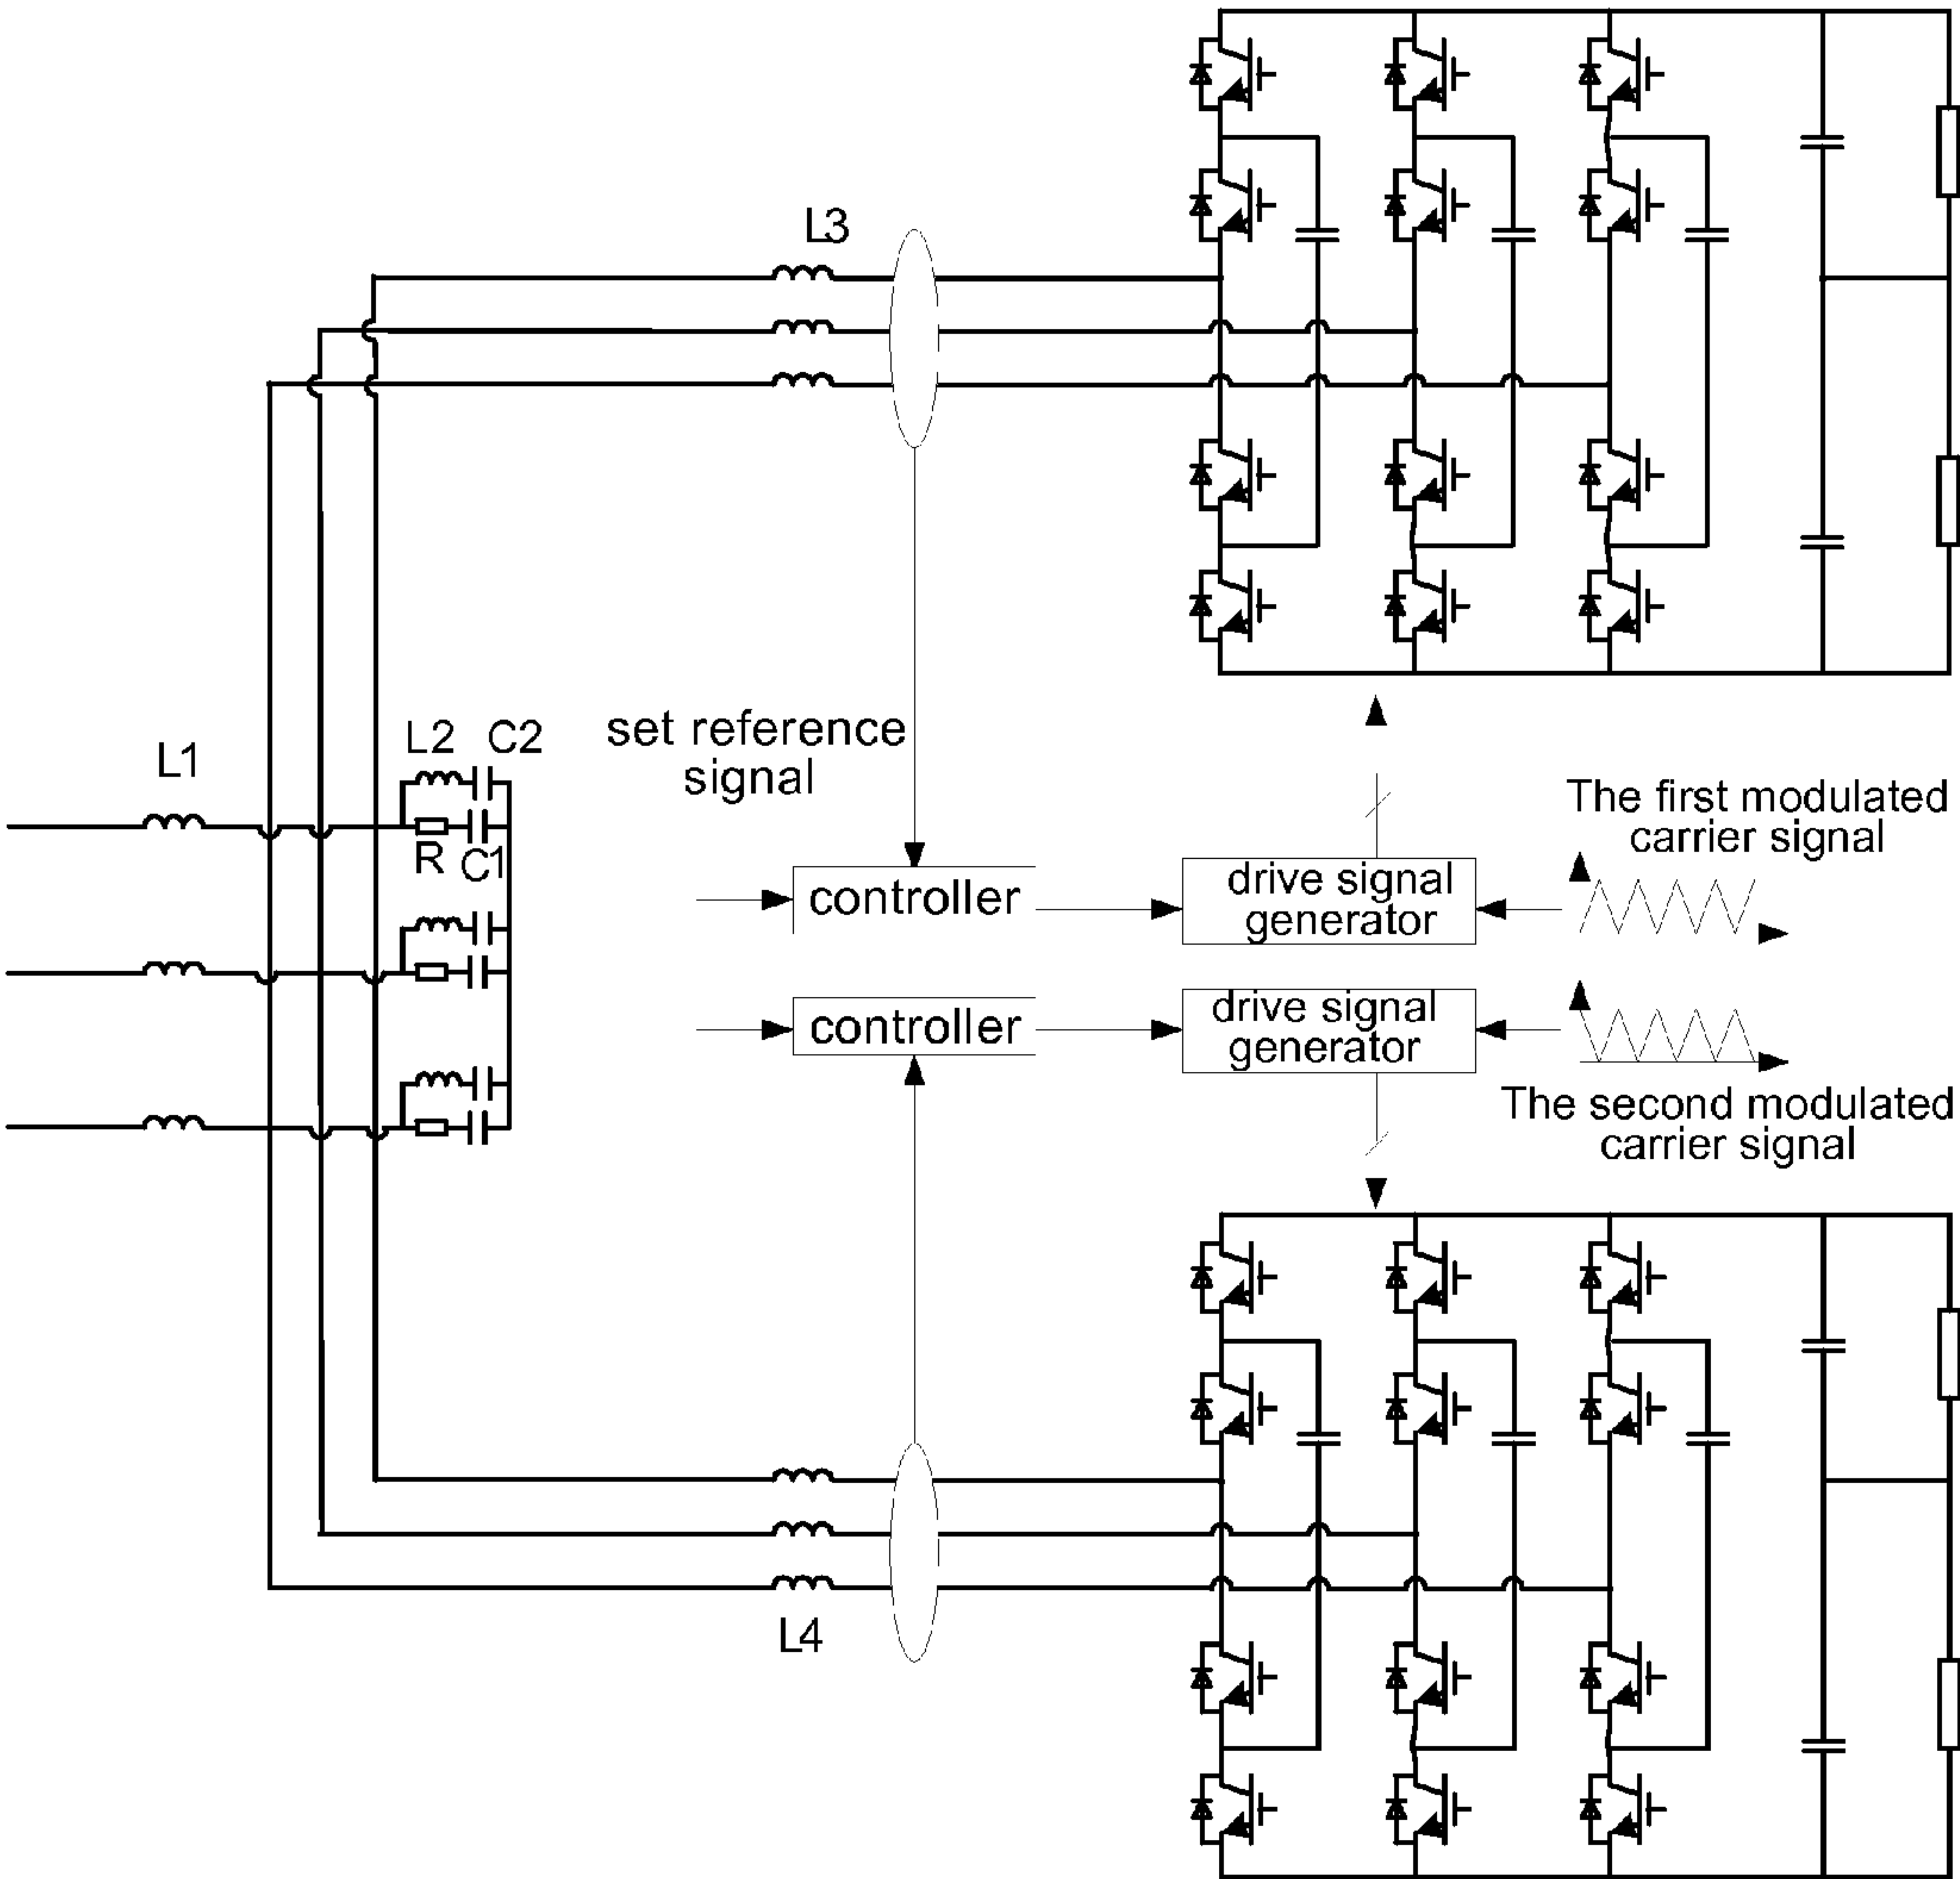 L3
set reference
signal
L1
L2
C2
R
C1
The first modulated
carrier signal
controller
drive signal
generator
controller
drive signal
generator
The second modulated
carrier signal
L4